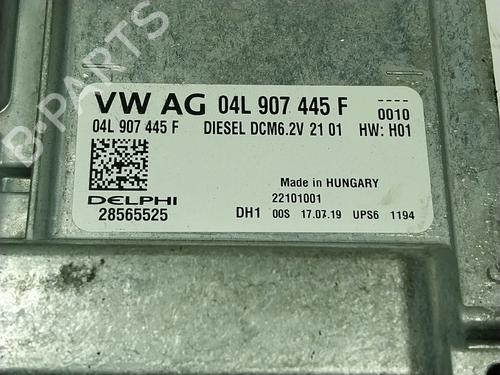 B-PARTS
VW AG 04L 907 445 F
----
0010
04L 907 445 F DIESEL DCM6.2V 21 01 HW: H01
Made in HUNGARY
DELPHI 22101001
28565525 DH1 00S 17.07.19 UPS6 1194